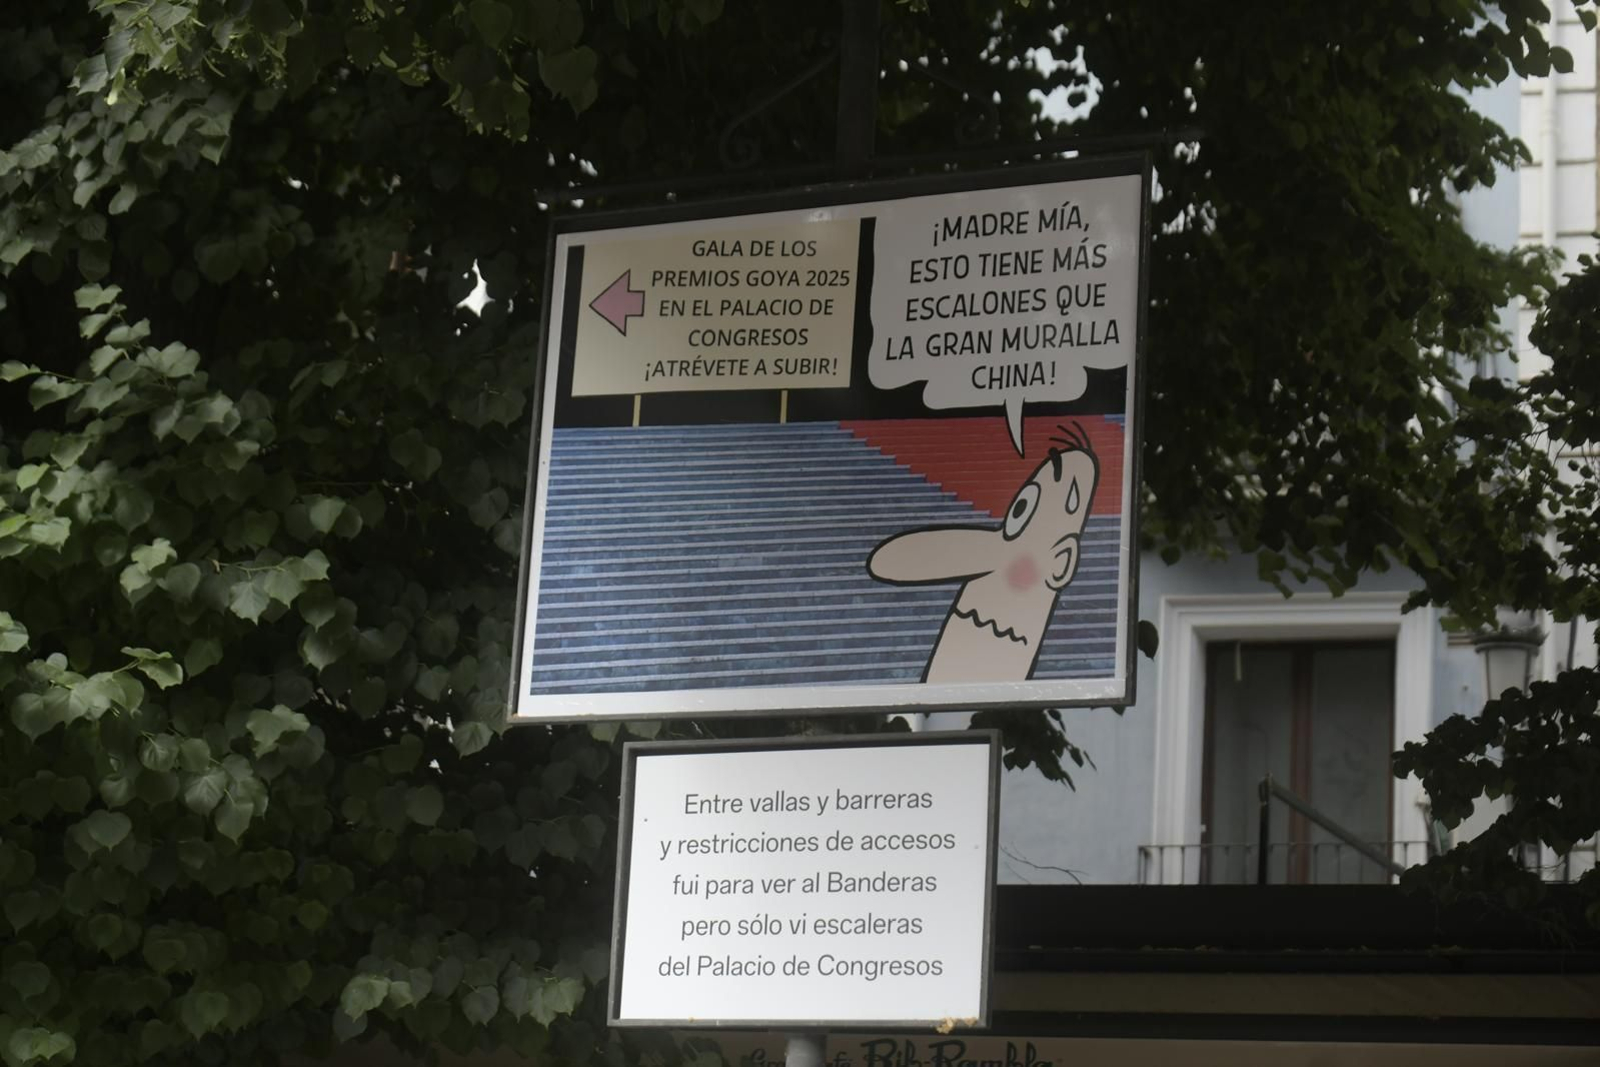 GALA DE LOS
PREMIOS GOYA 2025
EN EL PALACIO DE
CONGRESOS
¡ATRÉVETE A SUBIR!
¡MADRE MÍA,
ESTO TIENE MÁS
ESCALONES QUE
LA GRAN MURALLA
CHINA!
Entre vallas y barreras
y restricciones de accesos
fui para ver al Banderas
pero sólo vi escaleras
del Palacio de Congresos
Bib-Rambla